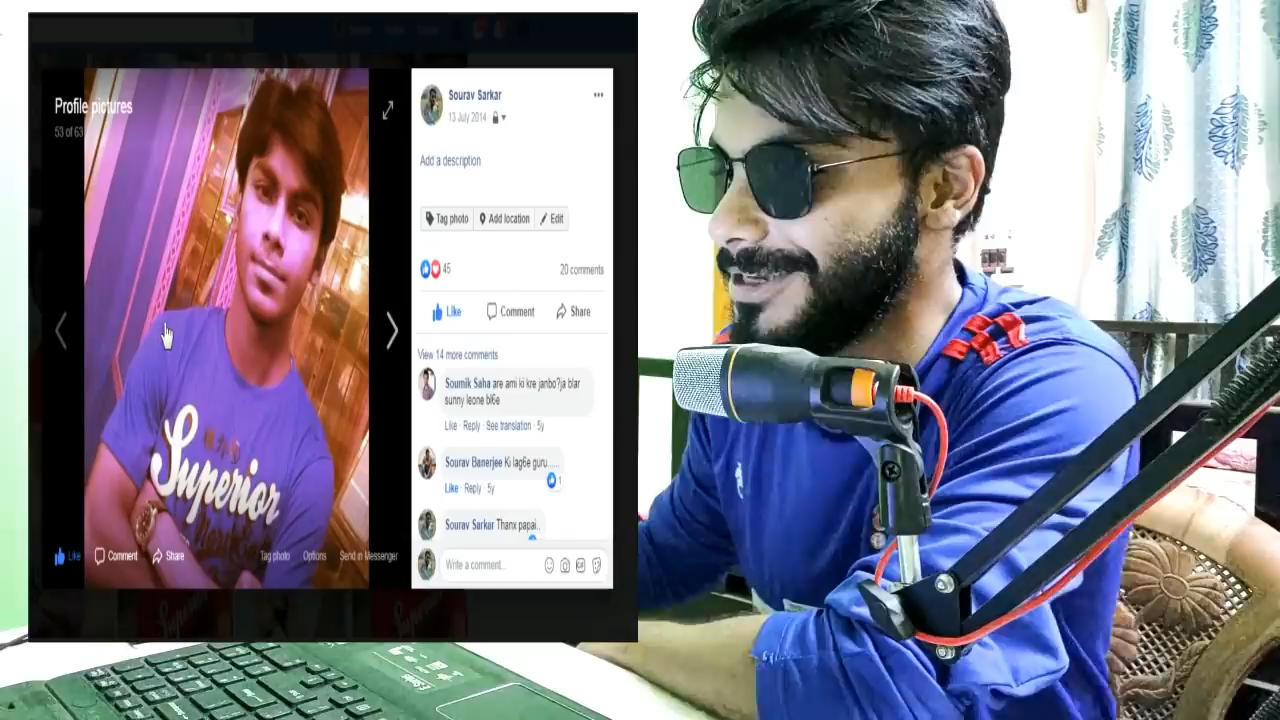 Profile pictures
53 of 63
Sourav Sarkar
13 July 2014
Add a description
Tag photo
Add location
Edit
45
20 comments
Like
Comment
Share
View 14 more comments
Soumik Saha are ami ki kre janbo?ja blar
sunny leone bl6e
Like · Reply · See translation · 5y
Sourav Banerjee Ki lag6e guru......
1
Like · Reply · 5y
Sourav Sarkar Thanx papai..
Write a comment...
Superior
Like
Comment
Share
Tag photo
Options
Send in Messenger